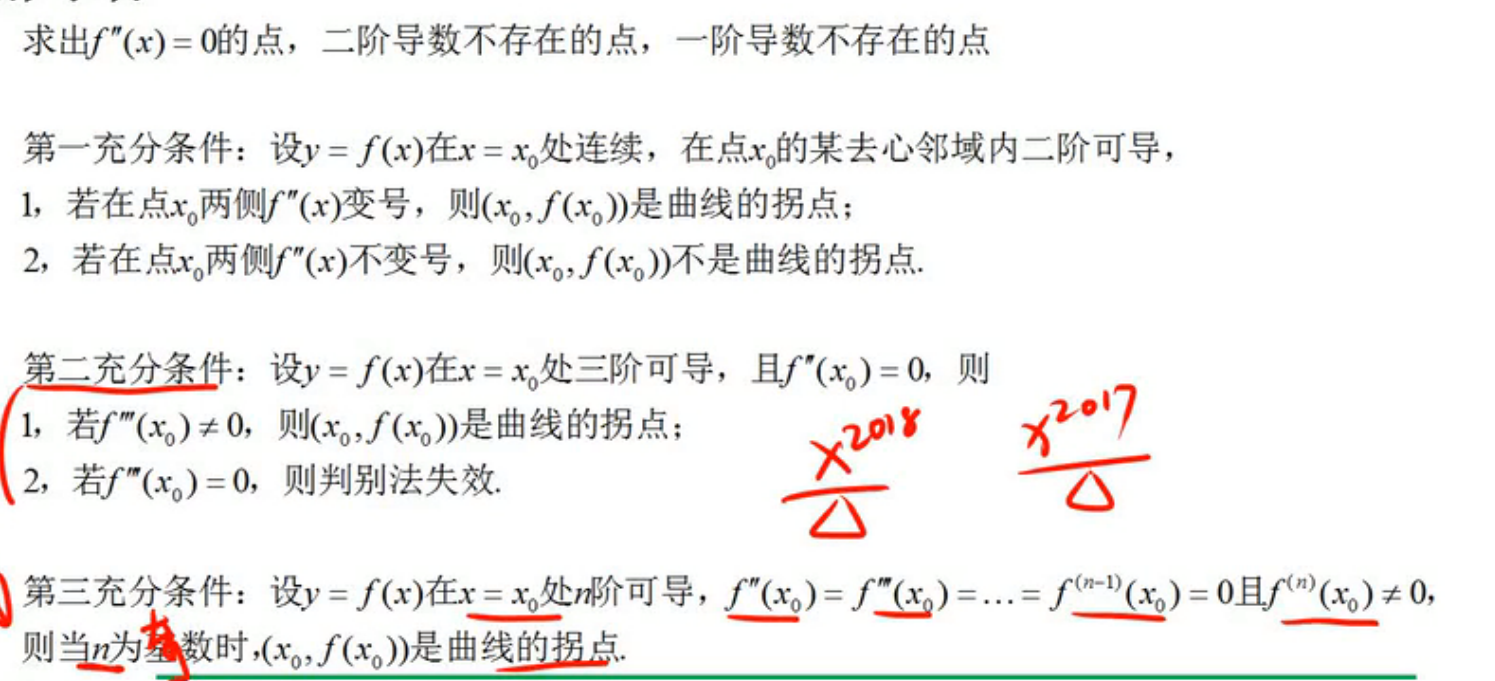 求出f″(x) = 0的点，二阶导数不存在的点，一阶导数不存在的点
第一充分条件：设y = f(x)在x = x₀处连续，在点x₀的某去心邻域内二阶可导，
1，若在点x₀两侧f″(x)变号，则(x₀, f(x₀))是曲线的拐点；
2，若在点x₀两侧f″(x)不变号，则(x₀, f(x₀))不是曲线的拐点.
第二充分条件：设y = f(x)在x = x₀处三阶可导，且f″(x₀) = 0，则
1，若f‴(x₀) ≠ 0，则(x₀, f(x₀))是曲线的拐点；
x²⁰¹⁸
x²⁰¹⁷
2，若f‴(x₀) = 0，则判别法失效.
第三充分条件：设y = f(x)在x = x₀处n阶可导，f″(x₀) = f‴(x₀) = … = f⁽ⁿ⁻¹⁾(x₀) = 0且f⁽ⁿ⁾(x₀) ≠ 0，
则当n为数时，(x₀, f(x₀))是曲线的拐点.